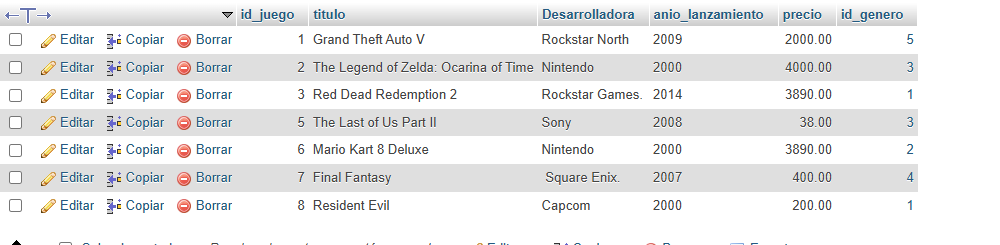 id_juego titulo Desarrolladora anio_lanzamiento precio id_genero
Editar Copiar Borrar 1 Grand Theft Auto V Rockstar North 2009 2000.00 5
Editar Copiar Borrar 2 The Legend of Zelda: Ocarina of Time Nintendo 2000 4000.00 3
Editar Copiar Borrar 3 Red Dead Redemption 2 Rockstar Games. 2014 3890.00 1
Editar Copiar Borrar 5 The Last of Us Part II Sony 2008 38.00 3
Editar Copiar Borrar 6 Mario Kart 8 Deluxe Nintendo 2000 3890.00 2
Editar Copiar Borrar 7 Final Fantasy Square Enix. 2007 400.00 4
Editar Copiar Borrar 8 Resident Evil Capcom 2000 200.00 1